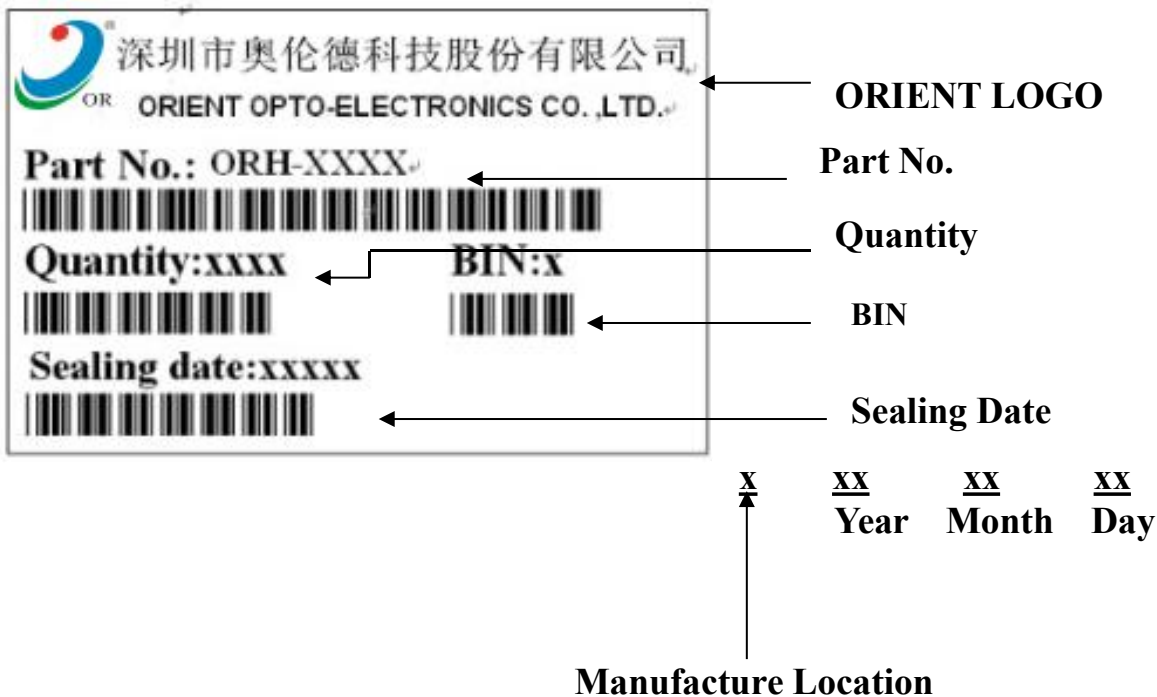 深圳市奥伦德科技股份有限公司
OR
ORIENT OPTO-ELECTRONICS CO. ,LTD.
ORIENT LOGO
Part No.: ORH-XXXX
Part No.
Quantity:xxxx
BIN:x
Quantity
BIN
Sealing date:xxxxx
Sealing Date
x xx xx xx
Year Month Day
Manufacture Location